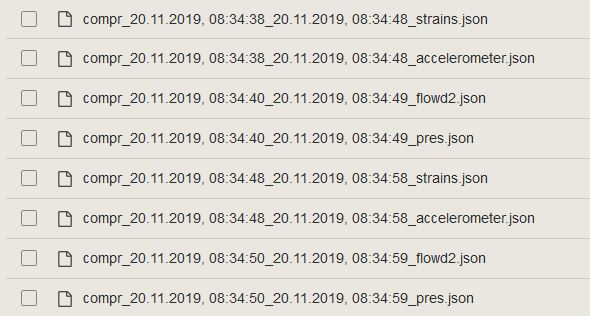 compr_20.11.2019, 08:34:38_20.11.2019, 08:34:48_strains.json
compr_20.11.2019, 08:34:38_20.11.2019, 08:34:48_accelerometer.json
compr_20.11.2019, 08:34:40_20.11.2019, 08:34:49_flowd2.json
compr_20.11.2019, 08:34:40_20.11.2019, 08:34:49_pres.json
compr_20.11.2019, 08:34:48_20.11.2019, 08:34:58_strains.json
compr_20.11.2019, 08:34:48_20.11.2019, 08:34:58_accelerometer.json
compr_20.11.2019, 08:34:50_20.11.2019, 08:34:59_flowd2.json
compr_20.11.2019, 08:34:50_20.11.2019, 08:34:59_pres.json